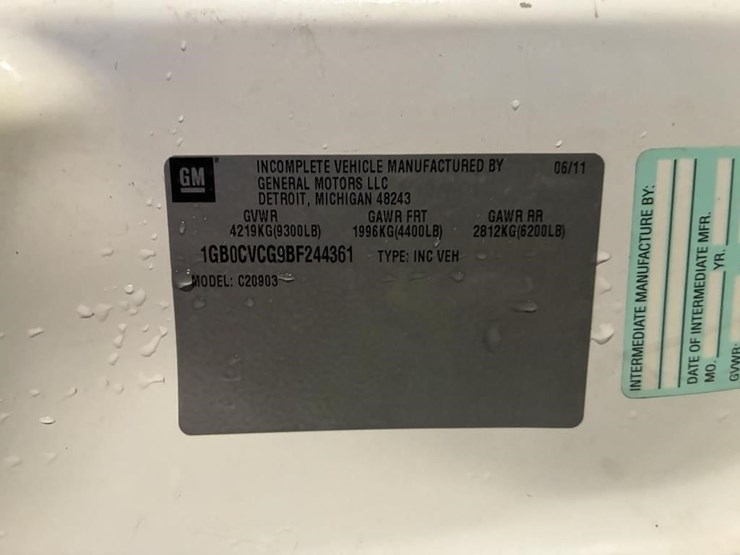 GM
INCOMPLETE VEHICLE MANUFACTURED BY 06/11
GENERAL MOTORS LLC
DETROIT, MICHIGAN 48243
GVWR GAWR FRT GAWR RR
4219KG(9300LB) 1996KG(4400LB) 2812KG(6200LB)
1GB0CVCG9BF244361 TYPE: INC VEH
MODEL: C20903
INTERMEDIATE MANUFACTURE BY:
DATE OF INTERMEDIATE MFR.
MO. YR.
GVWR: